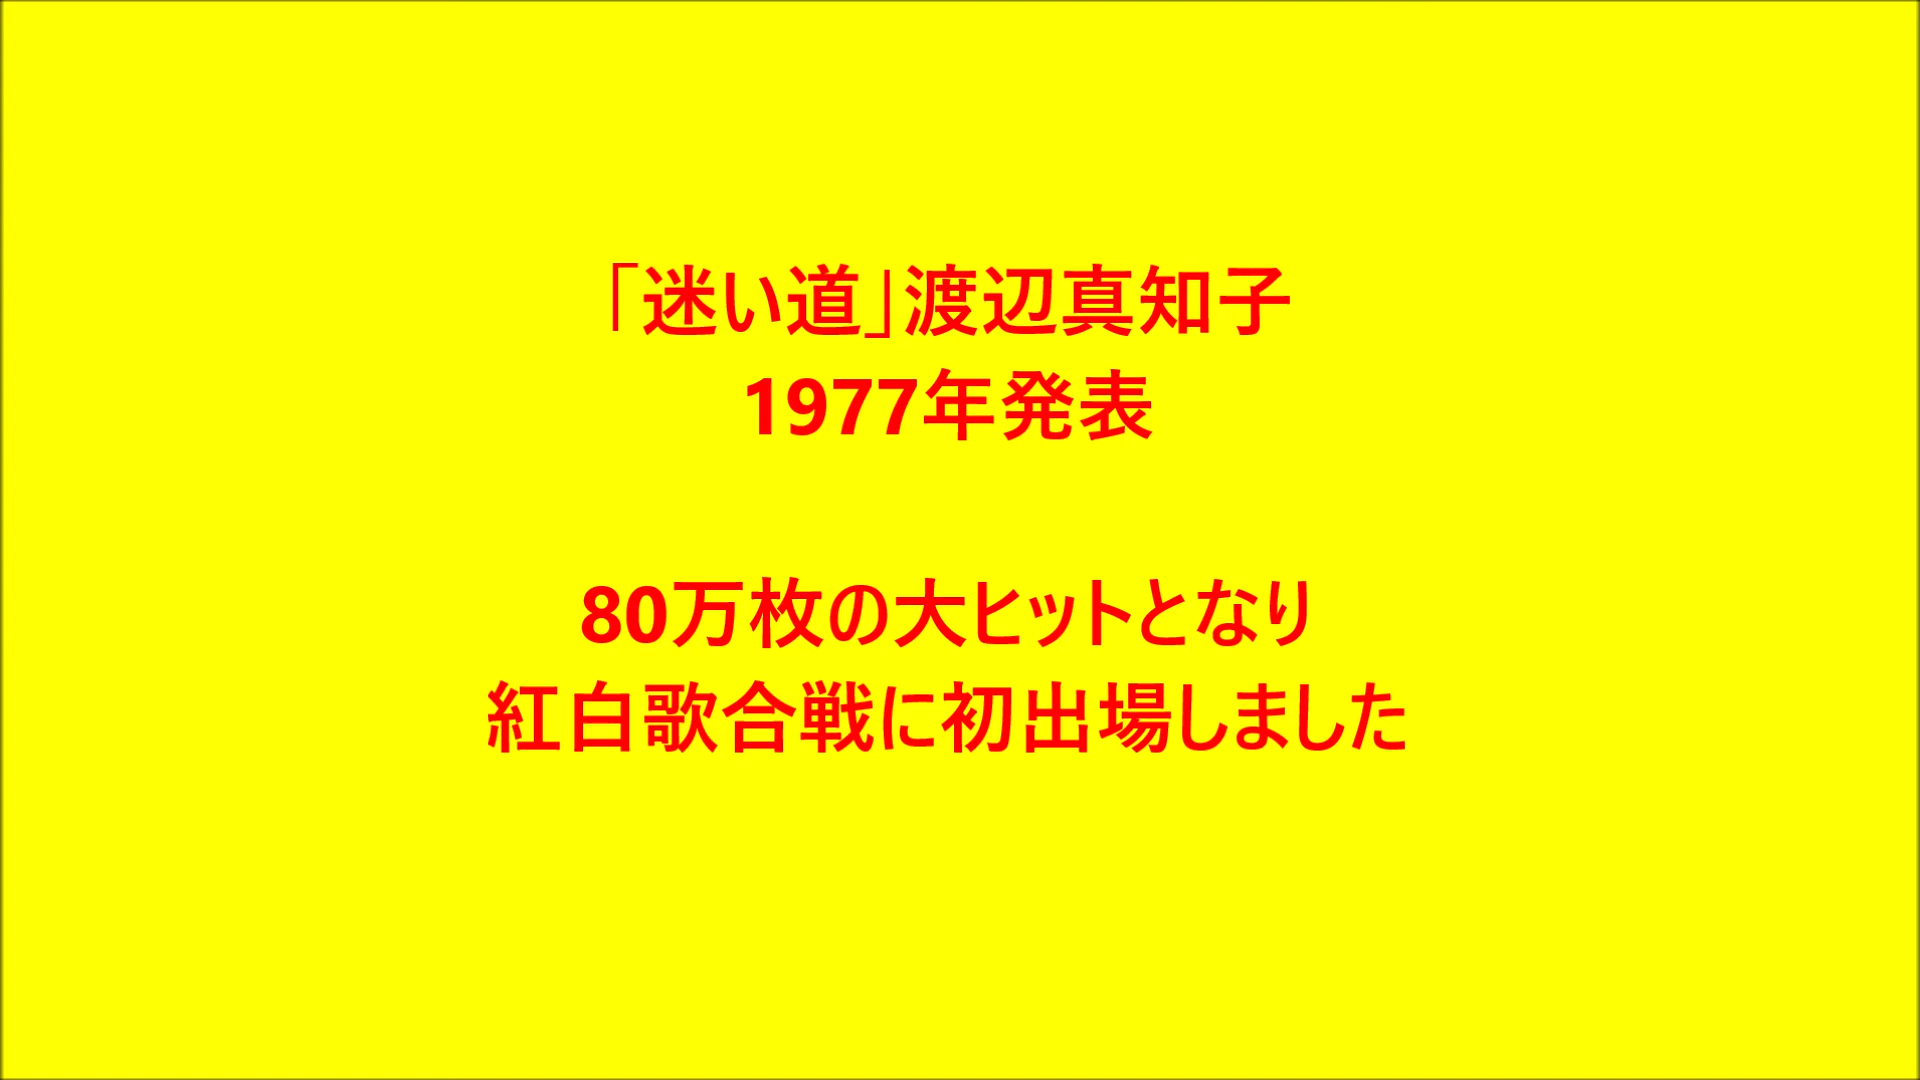 「迷い道」渡辺真知子
1977年発表
80万枚の大ヒットとなり
紅白歌合戦に初出場しました